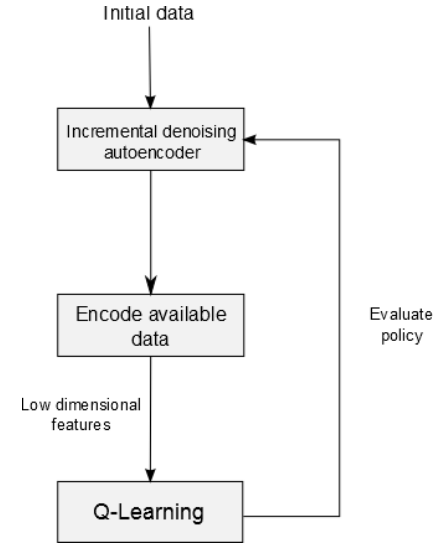 Initial data
Incremental denoising
autoencoder
Encode available
data
Evaluate
policy
Low dimensional
features
Q-Learning